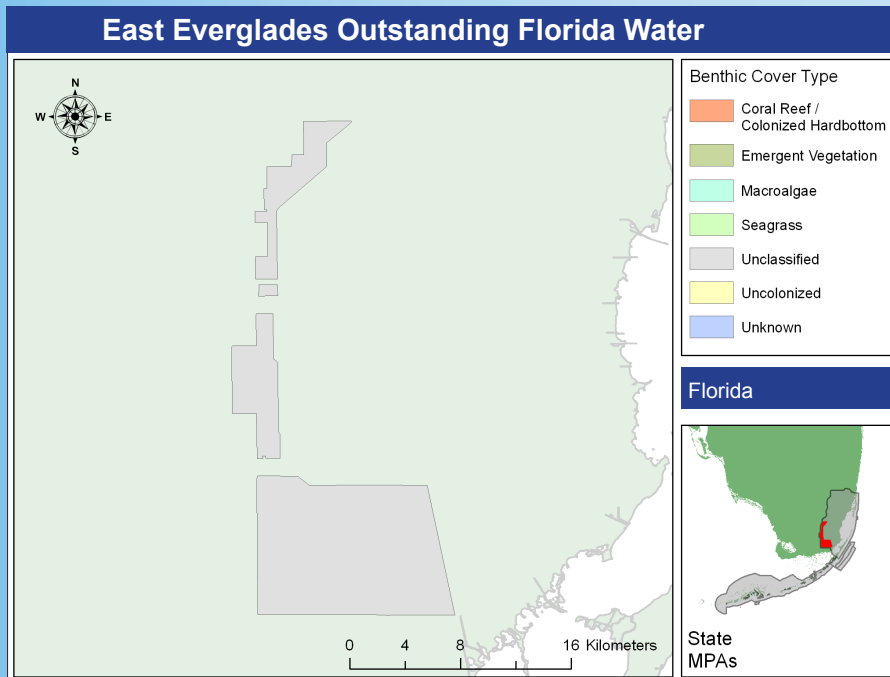 East Everglades Outstanding Florida Water
N
W
E
S
0 4 8 16 Kilometers
Benthic Cover Type
Coral Reef /
Colonized Hardbottom
Emergent Vegetation
Macroalgae
Seagrass
Unclassified
Uncolonized
Unknown
Florida
State
MPAs